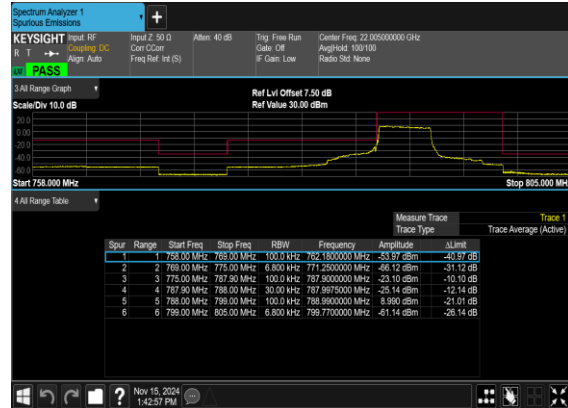 Spectrum Analyzer 1
Spurious Emissions
KEYSIGHT Input: RF Input Z: 50 Ω Atten: 40 dB Trig: Free Run Center Freq: 22.005000000 GHz
R T Coupling: DC Corr CCorr Gate: Off Avg|Hold: 100/100
Align: Auto Freq Ref: Int (S) IF Gain: Low Radio Std: None
PASS
3.All Range Graph
Ref Lvl Offset 7.50 dB
Scale/Div 10.0 dB Ref Value 30.00 dBm
20.0
0.00
-20.0
-40.0
-60.0
Start 758.000 MHz Stop 805.000 MHz
4.All Range Table
Measure Trace Trace 1
Trace Type Trace Average (Active)
Spur Range Start Freq Stop Freq RBW Frequency Amplitude ΔLimit
1 1 758.00 MHz 769.00 MHz 100.0 kHz 762.1800000 MHz -53.97 dBm -40.97 dB
2 2 769.00 MHz 775.00 MHz 6.800 kHz 771.2500000 MHz -66.12 dBm -31.12 dB
3 3 775.00 MHz 787.90 MHz 100.0 kHz 787.9000000 MHz -23.10 dBm -10.10 dB
4 4 787.90 MHz 788.00 MHz 30.00 kHz 787.9975000 MHz -25.14 dBm -12.14 dB
5 5 788.00 MHz 799.00 MHz 100.0 kHz 788.9900000 MHz 8.990 dBm -21.01 dB
6 6 799.00 MHz 805.00 MHz 6.800 kHz 799.7700000 MHz -61.14 dBm -26.14 dB
? Nov 15, 2024
1:42:57 PM